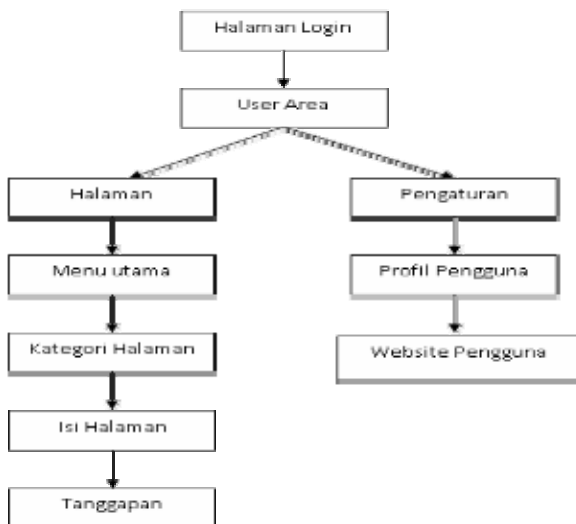 Halaman Login
User Area
Halaman
Pengaturan
Menu utama
Profil Pengguna
Kategori Halaman
Website Pengguna
Isi Halaman
Tanggapan